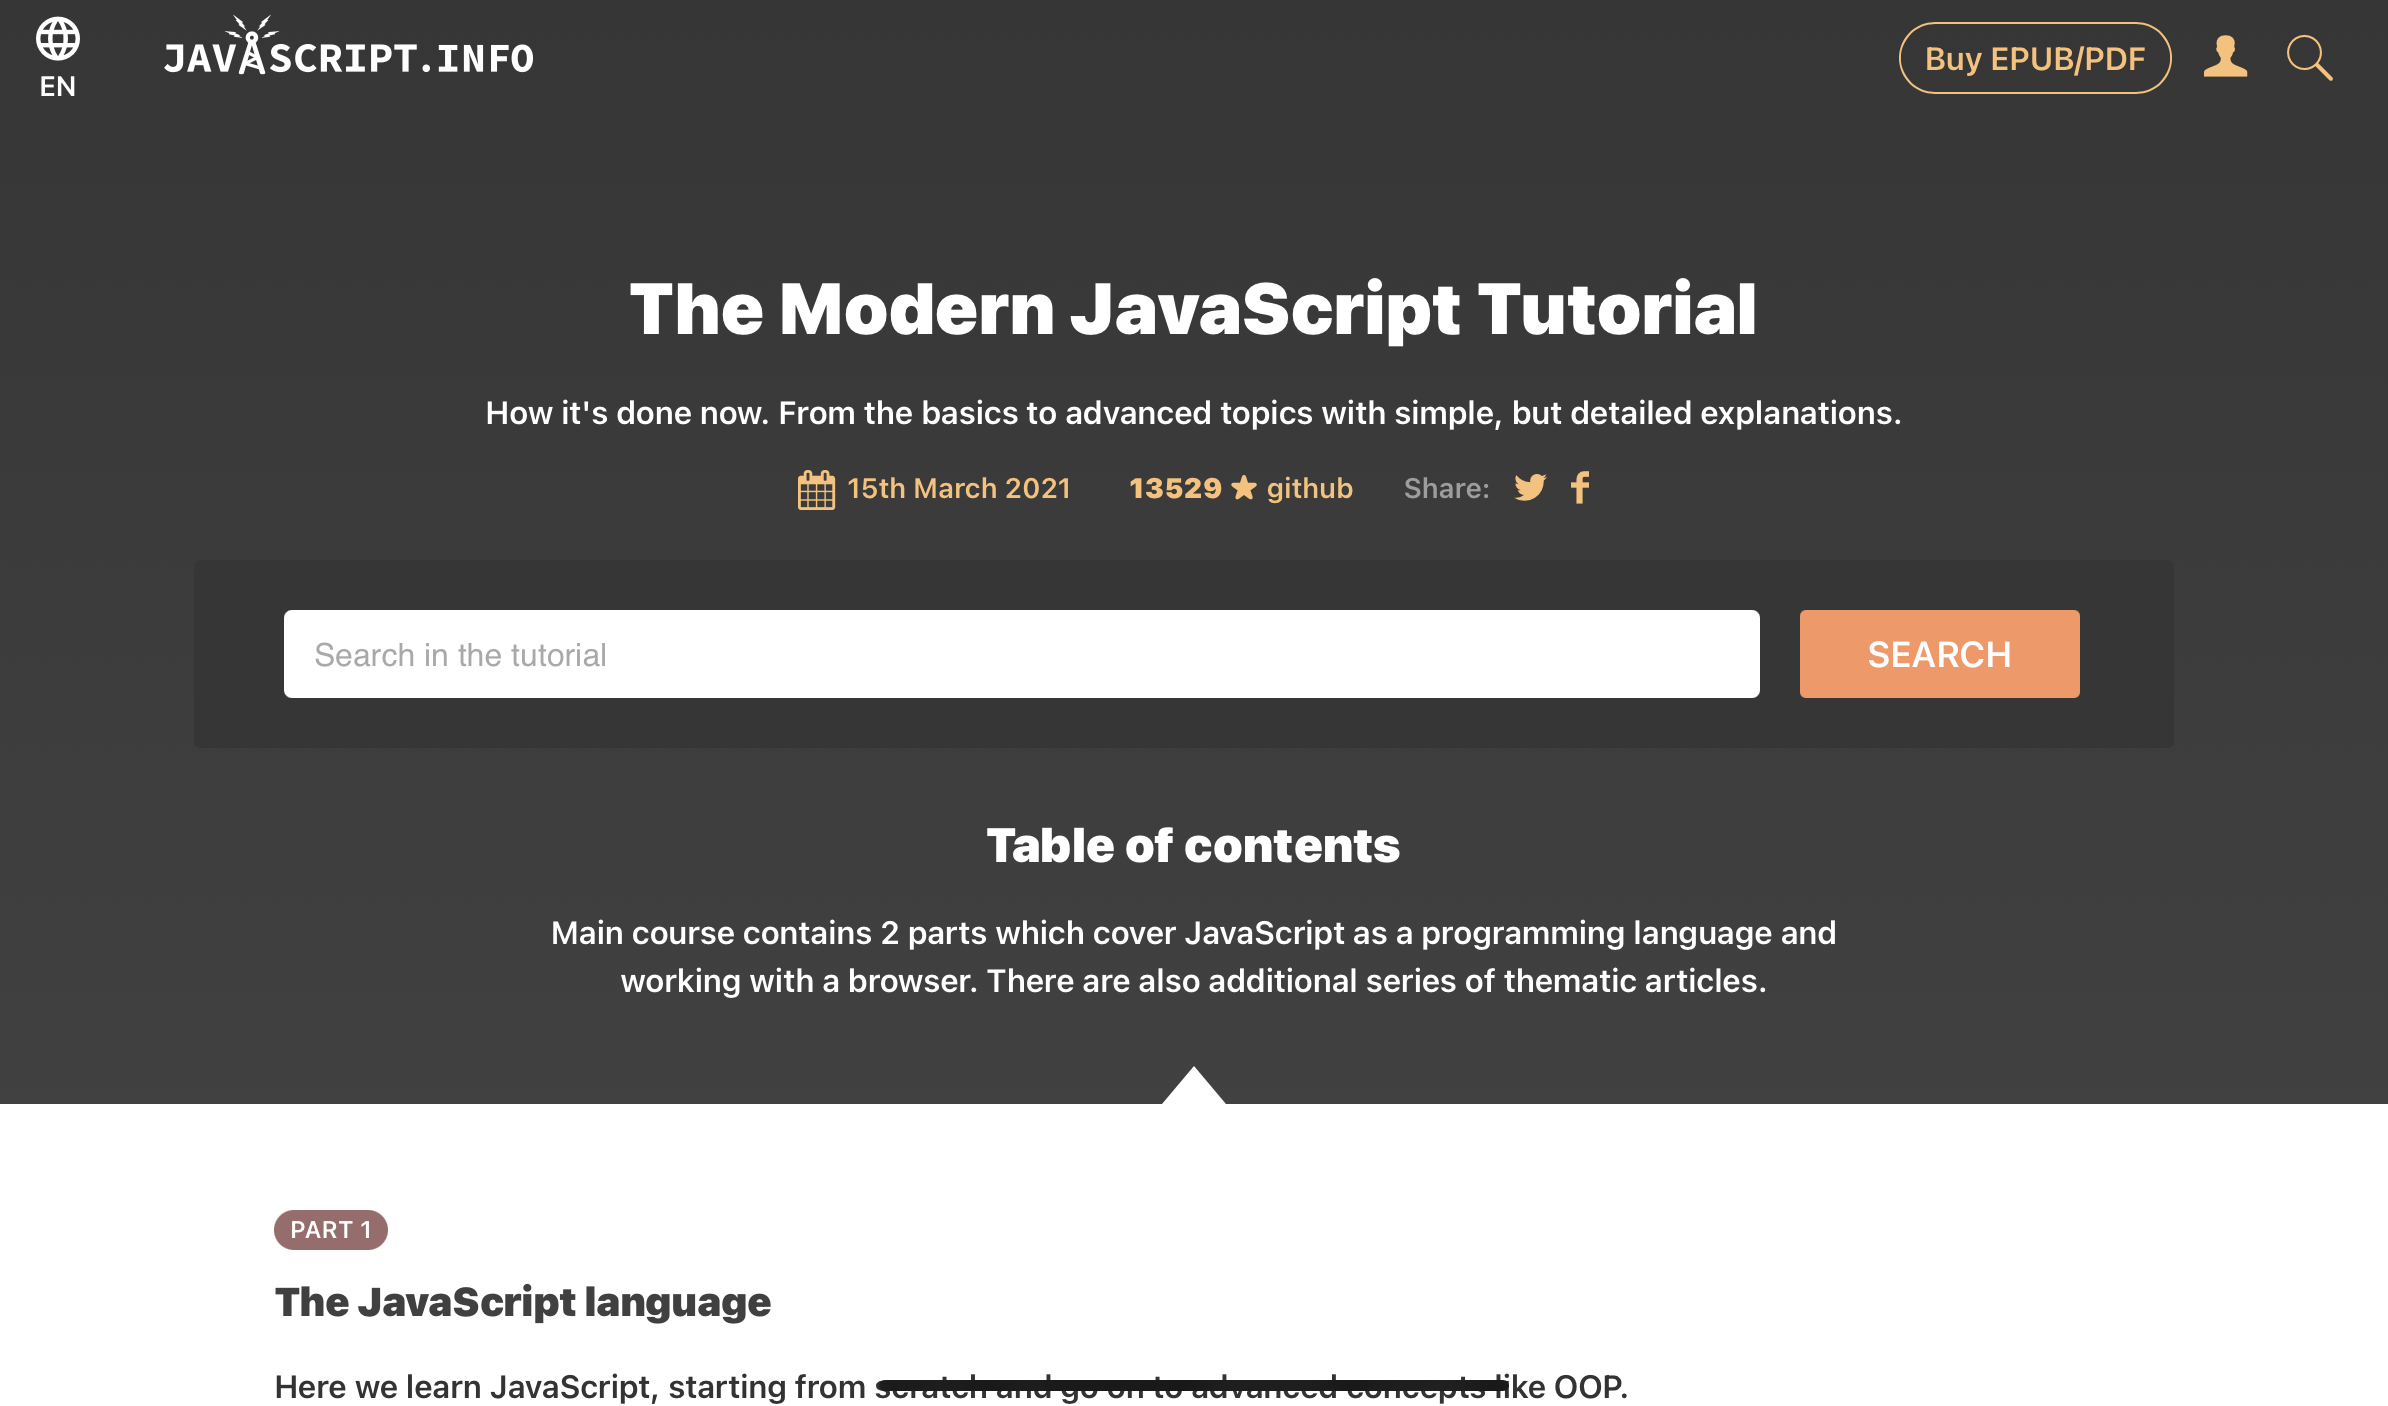 EN
JAVASCRIPT.INFO
Buy EPUB/PDF
The Modern JavaScript Tutorial
How it's done now. From the basics to advanced topics with simple, but detailed explanations.
15th March 2021 13529 ★ github Share:
Search in the tutorial
SEARCH
Table of contents
Main course contains 2 parts which cover JavaScript as a programming language and
working with a browser. There are also additional series of thematic articles.
PART 1
The JavaScript language
Here we learn JavaScript, starting from scratch and go on to advanced concepts like OOP.